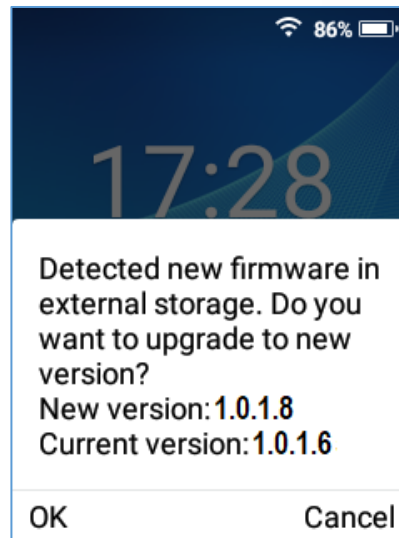 86%
17:28
Detected new firmware in
external storage. Do you
want to upgrade to new
version?
New version:1.0.1.8
Current version:1.0.1.6
OK Cancel